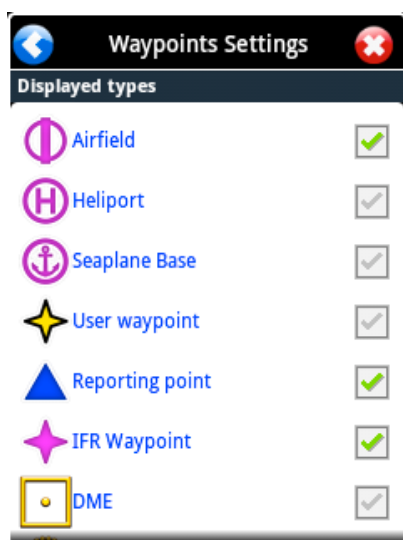 Waypoints Settings
Displayed types
Airfield
H Heliport
Seaplane Base
User waypoint
Reporting point
IFR Waypoint
DME